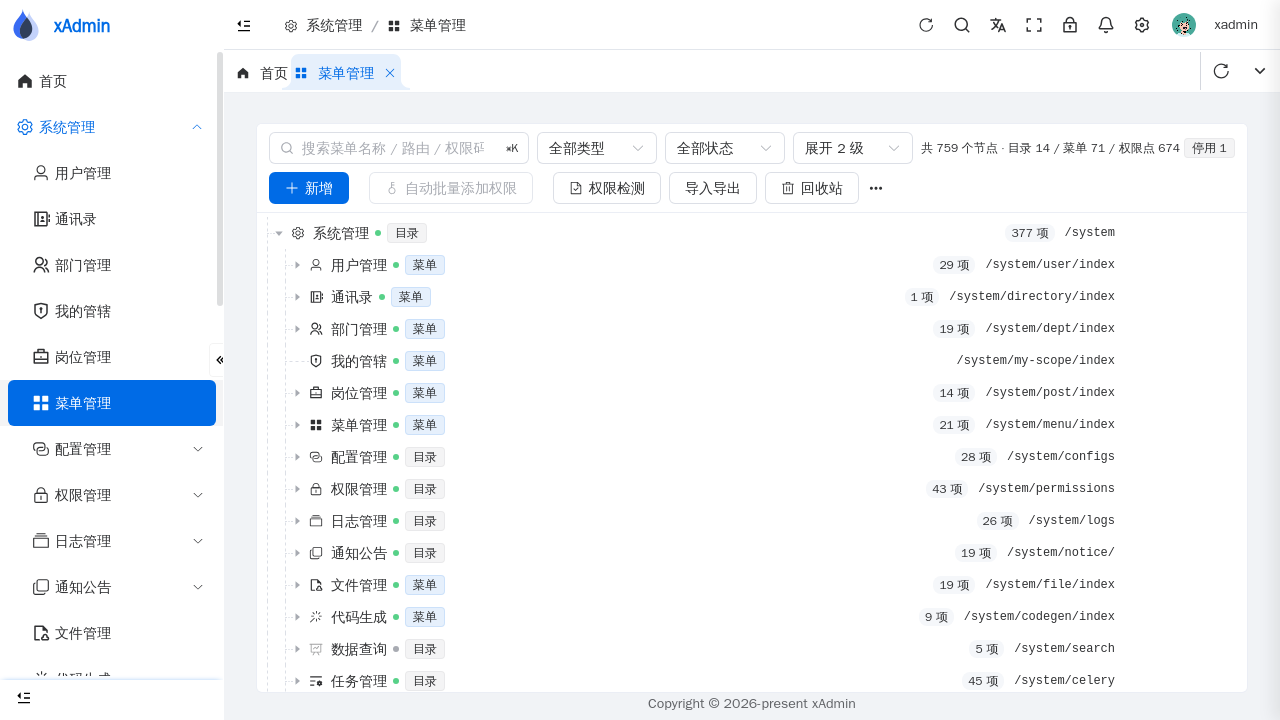 xAdmin
系统管理 / 菜单管理
xadmin
首页
菜单管理
首页
系统管理
用户管理
通讯录
部门管理
我的管辖
岗位管理
菜单管理
配置管理
权限管理
日志管理
通知公告
文件管理
搜索菜单名称 / 路由 / 权限码 ⌘K
全部类型
全部状态
展开 2 级
共 759 个节点 · 目录 14 / 菜单 71 / 权限点 674 停用 1
新增
自动批量添加权限
权限检测
导入导出
回收站
系统管理 目录 377 项 /system
用户管理 菜单 29 项 /system/user/index
通讯录 菜单 1 项 /system/directory/index
部门管理 菜单 19 项 /system/dept/index
我的管辖 菜单 /system/my-scope/index
岗位管理 菜单 14 项 /system/post/index
菜单管理 菜单 21 项 /system/menu/index
配置管理 目录 28 项 /system/configs
权限管理 目录 43 项 /system/permissions
日志管理 目录 26 项 /system/logs
通知公告 目录 19 项 /system/notice/
文件管理 菜单 19 项 /system/file/index
代码生成 菜单 9 项 /system/codegen/index
数据查询 目录 5 项 /system/search
任务管理 目录 45 项 /system/celery
Copyright © 2026-present xAdmin